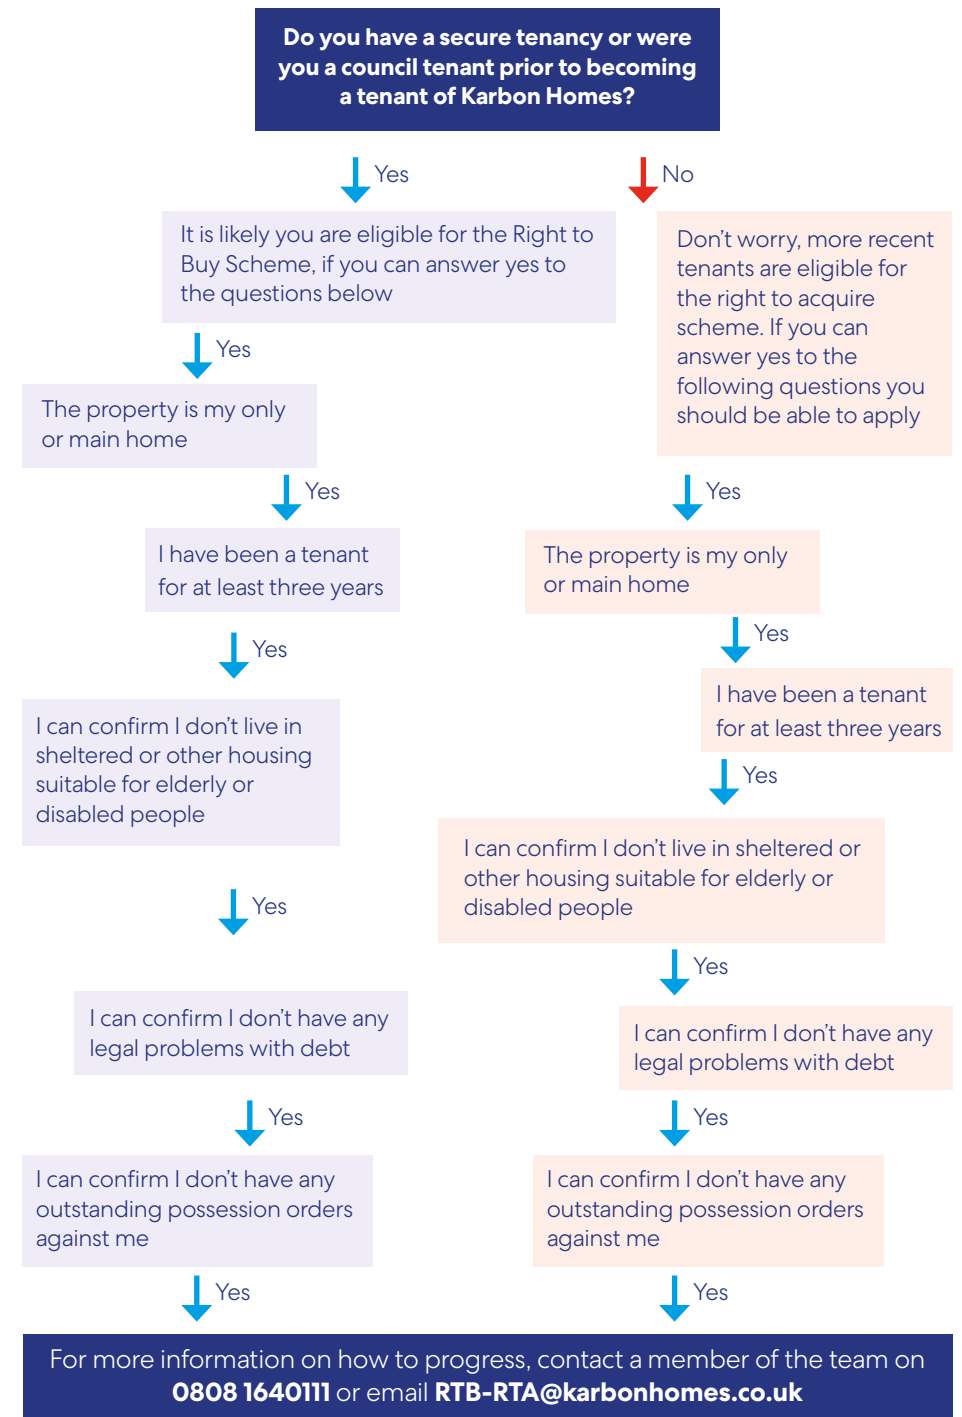 Do you have a secure tenancy or were
you a council tenant prior to becoming
a tenant of Karbon Homes?
Yes
No
It is likely you are eligible for the Right to
Buy Scheme, if you can answer yes to
the questions below
Don't worry, more recent
tenants are eligible for
the right to acquire
scheme. If you can
answer yes to the
following questions you
should be able to apply
Yes
The property is my only
or main home
Yes
I have been a tenant
for at least three years
Yes
I can confirm I don't live in
sheltered or other housing
suitable for elderly or
disabled people
Yes
I can confirm I don't have any
legal problems with debt
Yes
I can confirm I don't have any
outstanding possession orders
against me
Yes
Yes
The property is my only
or main home
Yes
I have been a tenant
for at least three years
Yes
I can confirm I don't live in sheltered or
other housing suitable for elderly or
disabled people
Yes
I can confirm I don't have any
legal problems with debt
Yes
I can confirm I don't have any
outstanding possession orders
against me
Yes
For more information on how to progress, contact a member of the team on
0808 1640111 or email RTB-RTA@karbonhomes.co.uk